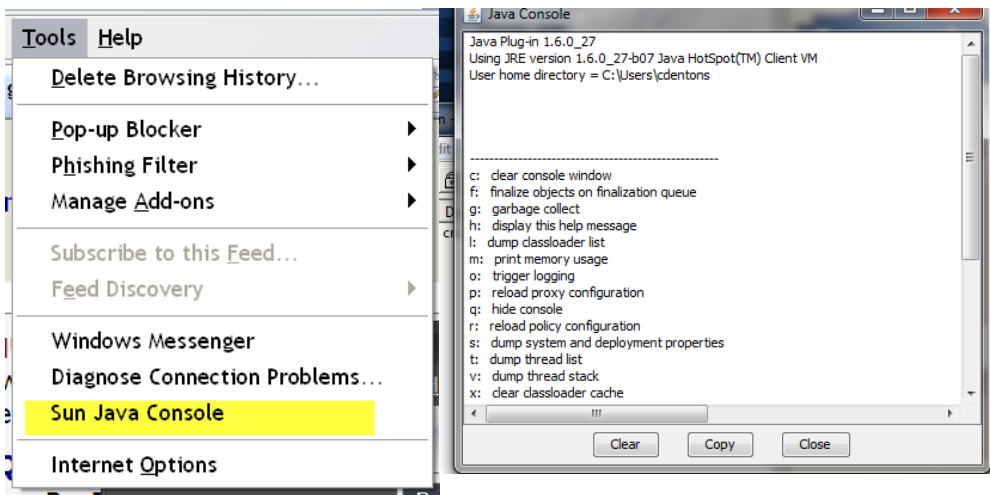 Tools Help
Delete Browsing History...
Pop-up Blocker
Phishing Filter
Manage Add-ons
Subscribe to this Feed...
Feed Discovery
Windows Messenger
Diagnose Connection Problems...
Sun Java Console
Internet Options
Java Console
Java Plug-in 1.6.0_27
Using JRE version 1.6.0_27-b07 Java HotSpot(TM) Client VM
User home directory = C:\Users\cdentons
----------------------------------------------------
c: clear console window
f: finalize objects on finalization queue
g: garbage collect
h: display this help message
l: dump classloader list
m: print memory usage
o: trigger logging
p: reload proxy configuration
q: hide console
r: reload policy configuration
s: dump system and deployment properties
t: dump thread list
v: dump thread stack
x: clear classloader cache
Clear Copy Close